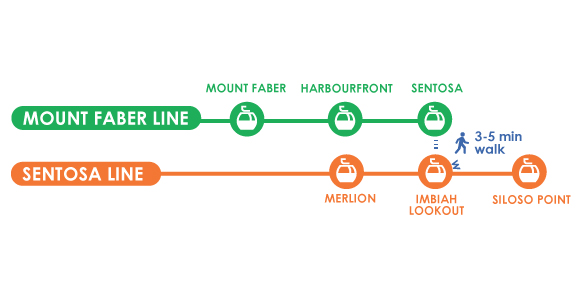 MOUNT FABER
HARBOURFRONT
SENTOSA
MOUNT FABER LINE
3-5 min
walk
SENTOSA LINE
MERLION
IMBIAH
LOOKOUT
SILOSO POINT